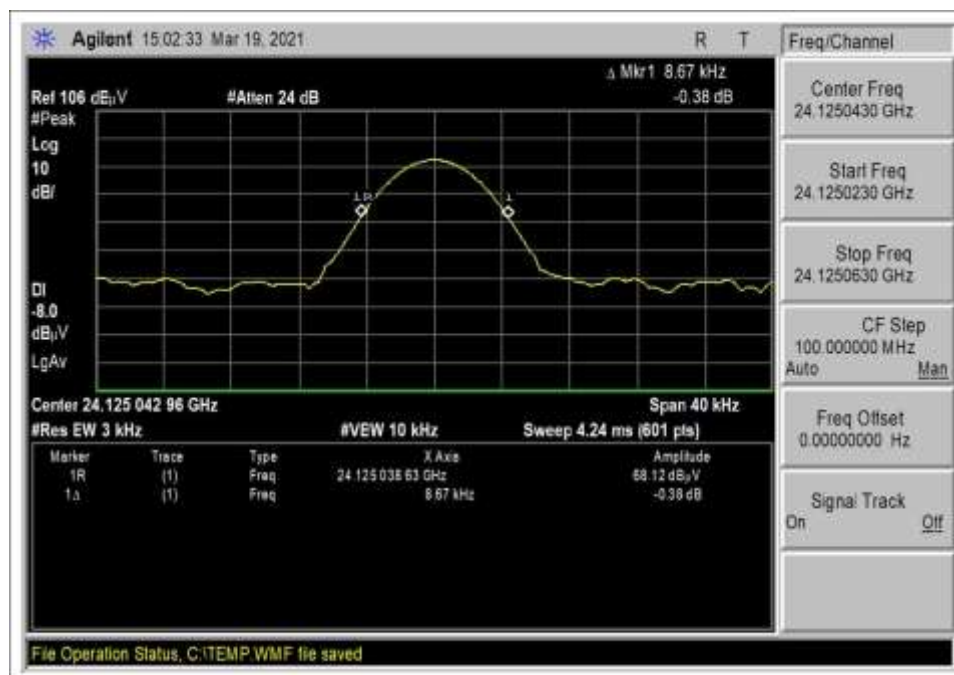 Agilent 15:02:33 Mar 19, 2021 R T
Freq/Channel
Δ Mkr1 8.67 kHz
Ref 106 dBµV #Atten 24 dB -0.38 dB
#Peak
Log
10
dB/
1R
1
DI
-8.0
dBµV
LgAv
Center 24.125 042 96 GHz Span 40 kHz
#Res BW 3 kHz #VBW 10 kHz Sweep 4.24 ms (601 pts)
Marker Trace Type X Axis Amplitude
1R (1) Freq 24.125 038 63 GHz 68.12 dBµV
1Δ (1) Freq 8.67 kHz -0.38 dB
Center Freq
24.1250430 GHz
Start Freq
24.1250230 GHz
Stop Freq
24.1250630 GHz
CF Step
100.000000 MHz
Auto Man
Freq Offset
0.00000000 Hz
Signal Track
On Off
File Operation Status, C:\TEMP.WMF file saved